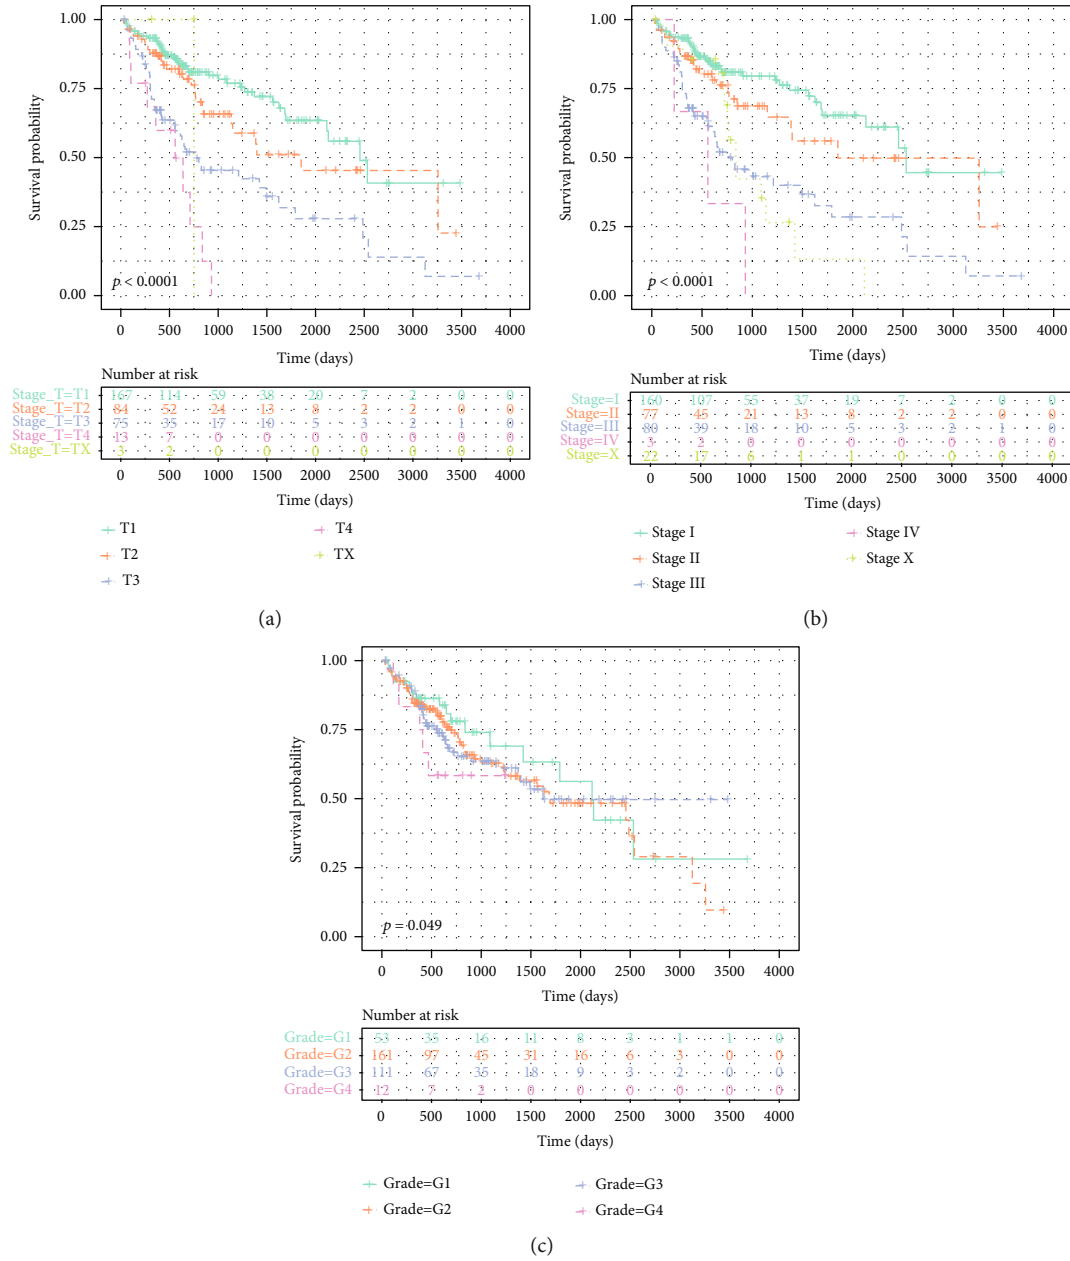 1.00
0.75
0.50
0.25
0.00
Survival probability
p < 0.0001
0 500 1000 1500 2000 2500 3000 3500 4000
Time (days)
Number at risk
Stage_T=T1 167 114 59 38 20 7 2 0 0
Stage_T=T2 84 52 24 13 8 2 2 0 0
Stage_T=T3 75 35 17 10 5 3 2 1 0
Stage_T=T4 13 7 0 0 0 0 0 0 0
Stage_T=TX 3 2 0 0 0 0 0 0 0
0 500 1000 1500 2000 2500 3000 3500 4000
Time (days)
T1 T4
T2 TX
T3
(a)
1.00
0.75
0.50
0.25
0.00
Survival probability
p < 0.0001
0 500 1000 1500 2000 2500 3000 3500 4000
Time (days)
Number at risk
Stage=I 160 107 55 37 19 7 2 0 0
Stage=II 77 45 21 13 8 2 2 0 0
Stage=III 80 39 18 10 5 3 2 1 0
Stage=IV 3 2 0 0 0 0 0 0 0
Stage=X 22 17 6 1 1 0 0 0 0
0 500 1000 1500 2000 2500 3000 3500 4000
Time (days)
Stage I Stage IV
Stage II Stage X
Stage III
(b)
1.00
0.75
0.50
0.25
0.00
Survival probability
p = 0.049
0 500 1000 1500 2000 2500 3000 3500 4000
Time (days)
Number at risk
Grade=G1 53 35 16 11 8 3 1 1 0
Grade=G2 161 97 45 31 16 6 3 0 0
Grade=G3 111 67 35 18 9 3 2 0 0
Grade=G4 12 7 2 0 0 0 0 0 0
0 500 1000 1500 2000 2500 3000 3500 4000
Time (days)
Grade=G1 Grade=G3
Grade=G2 Grade=G4
(c)